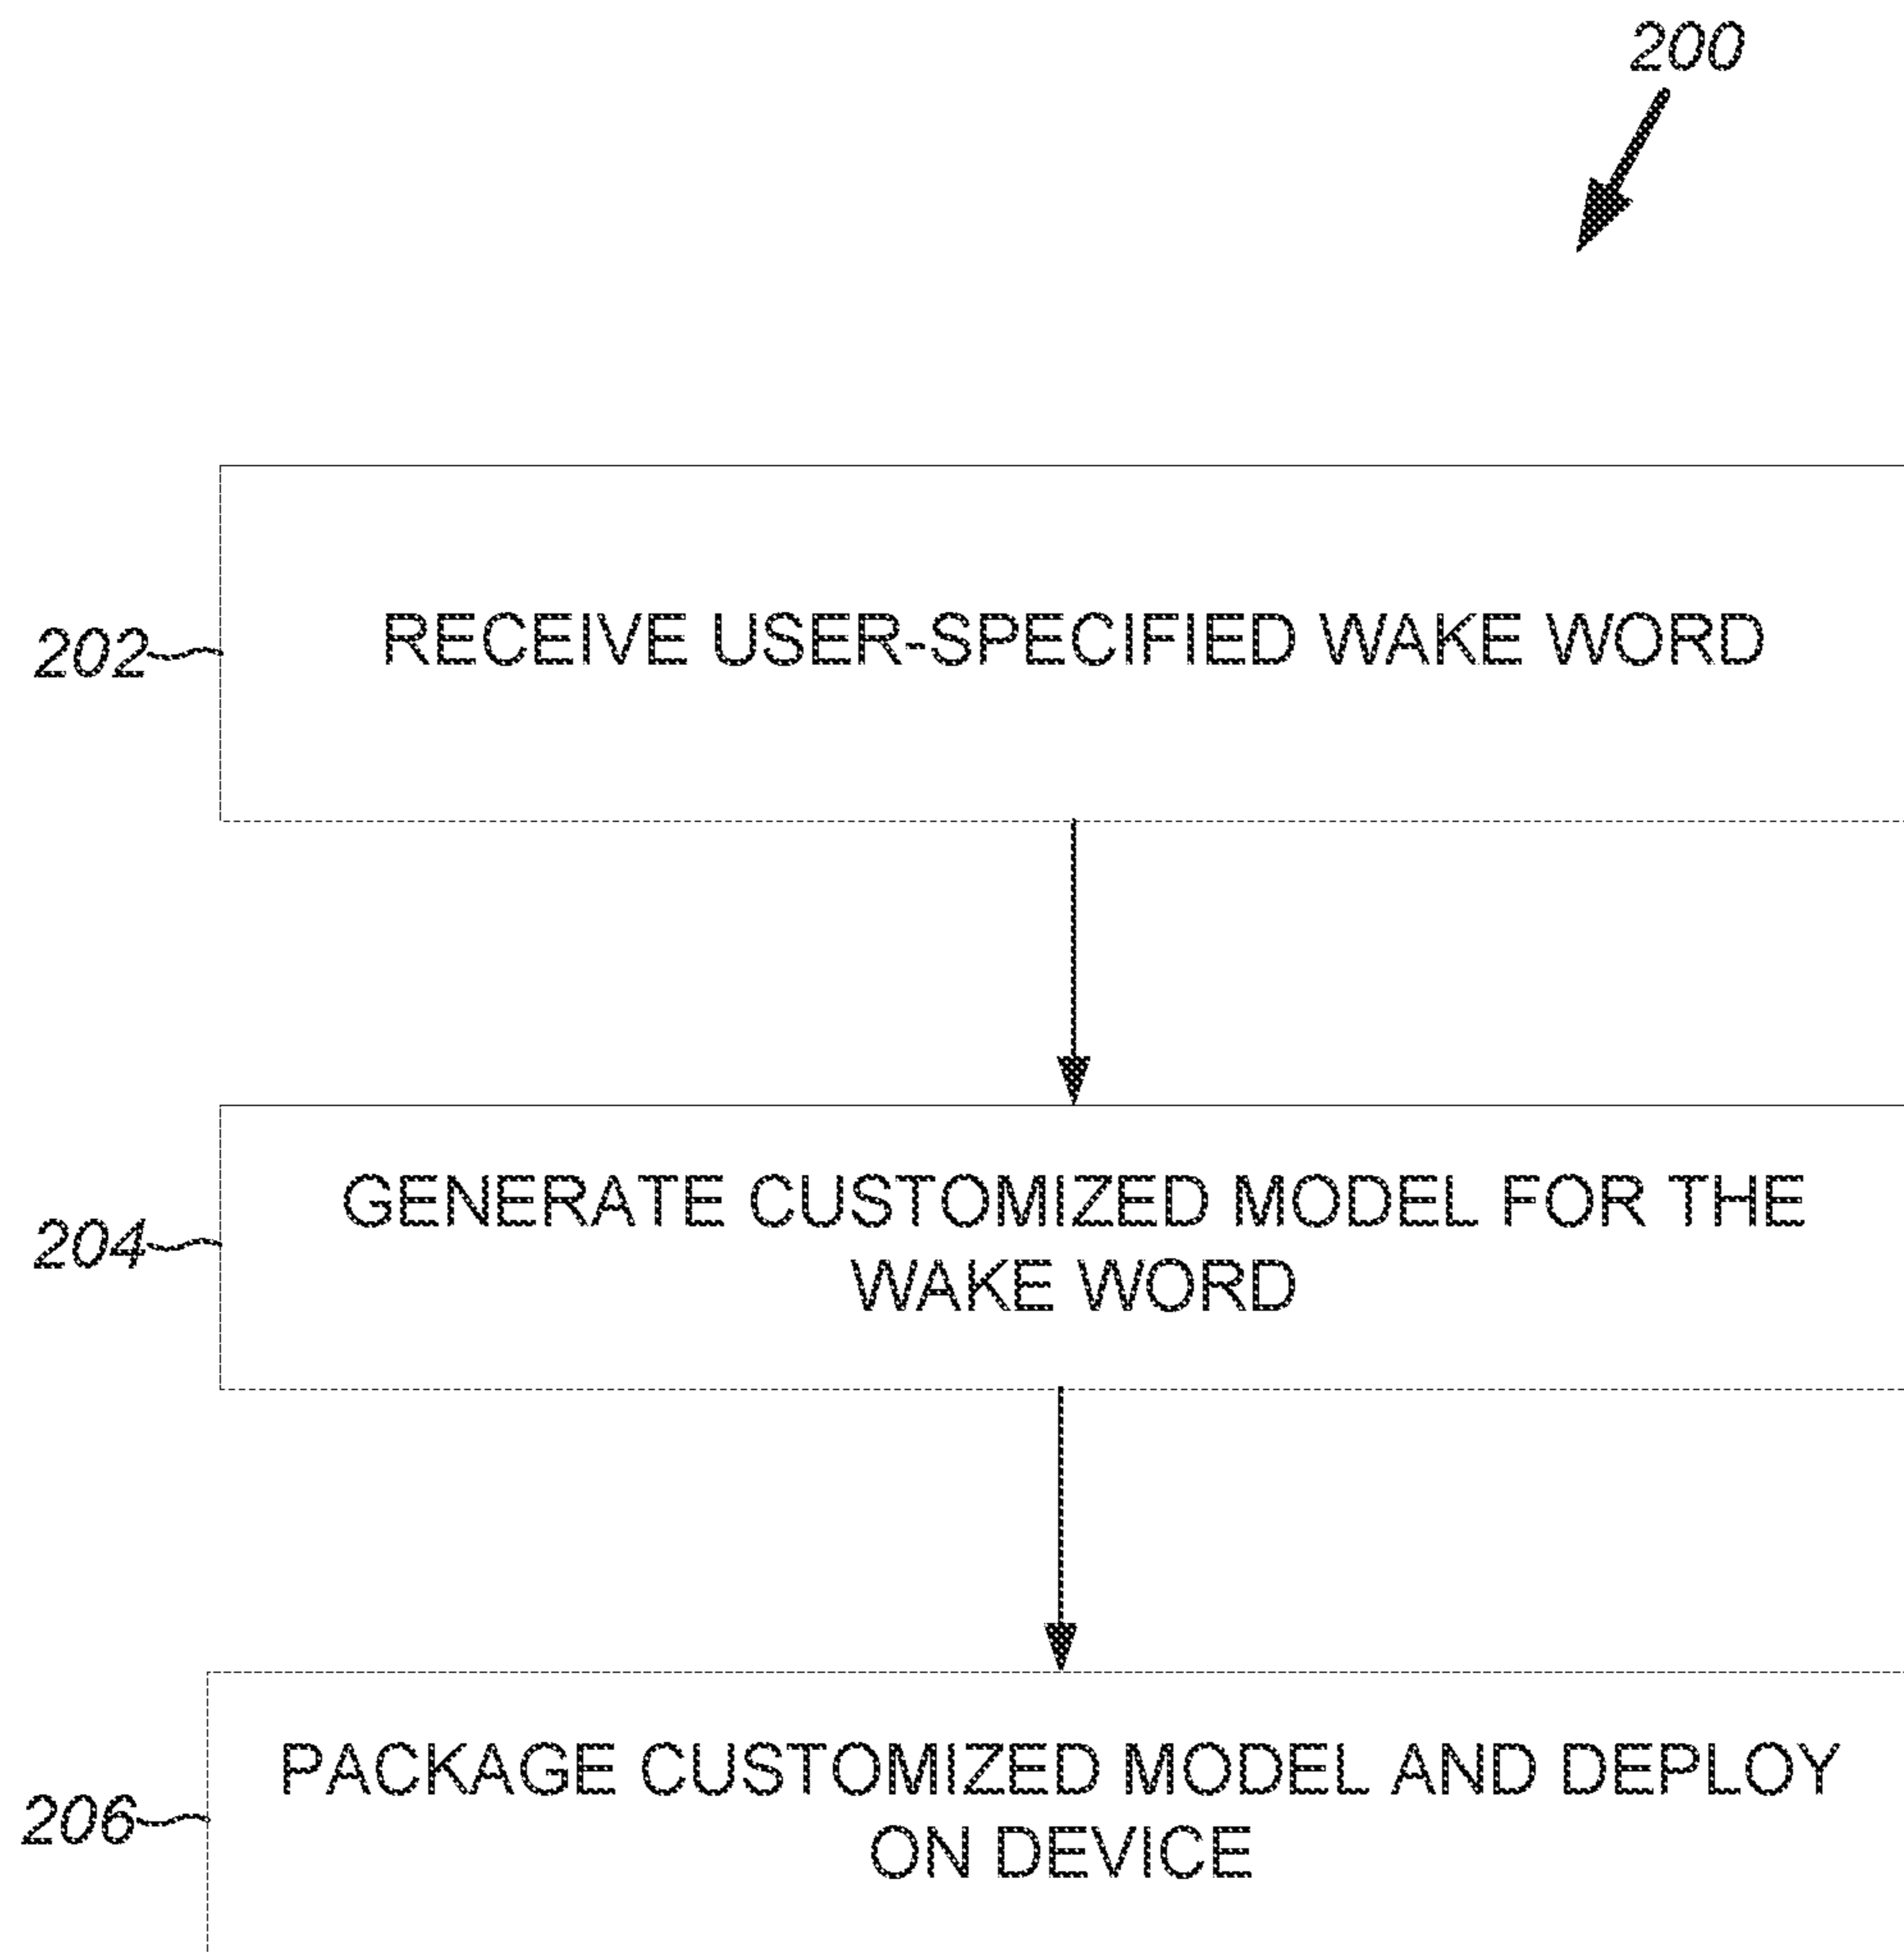 200
202
RECEIVE USER-SPECIFIED WAKE WORD
204
GENERATE CUSTOMIZED MODEL FOR THE
WAKE WORD
206
PACKAGE CUSTOMIZED MODEL AND DEPLOY
ON DEVICE